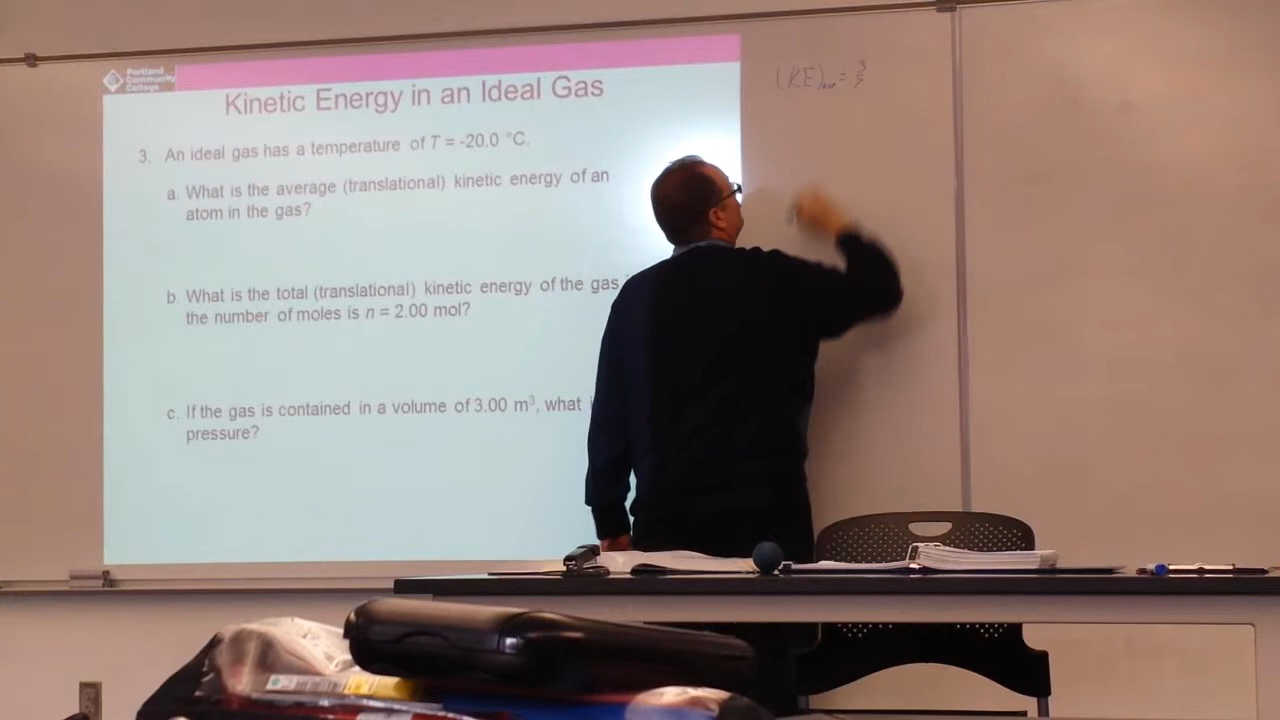 Portland
Community
College
Kinetic Energy in an Ideal Gas
3. An ideal gas has a temperature of T = -20.0 °C.
a. What is the average (translational) kinetic energy of an
atom in the gas?
b. What is the total (translational) kinetic energy of the gas
the number of moles is n = 2.00 mol?
c. If the gas is contained in a volume of 3.00 m³, what
pressure?
(KE)ave = 3